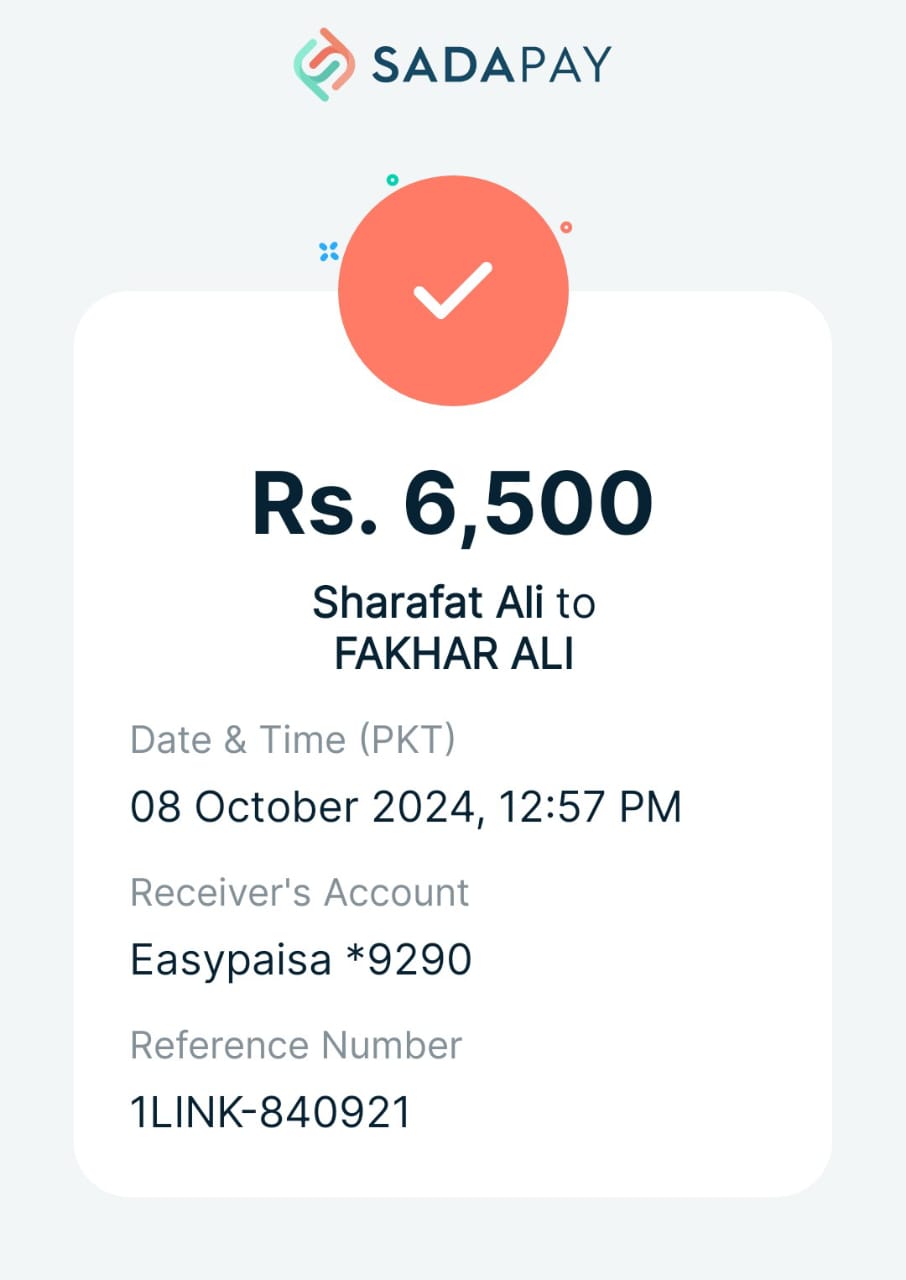 SADAPAY
Rs. 6,500
Sharafat Ali to
FAKHAR ALI
Date & Time (PKT)
08 October 2024, 12:57 PM
Receiver's Account
Easypaisa *9290
Reference Number
1LINK-840921